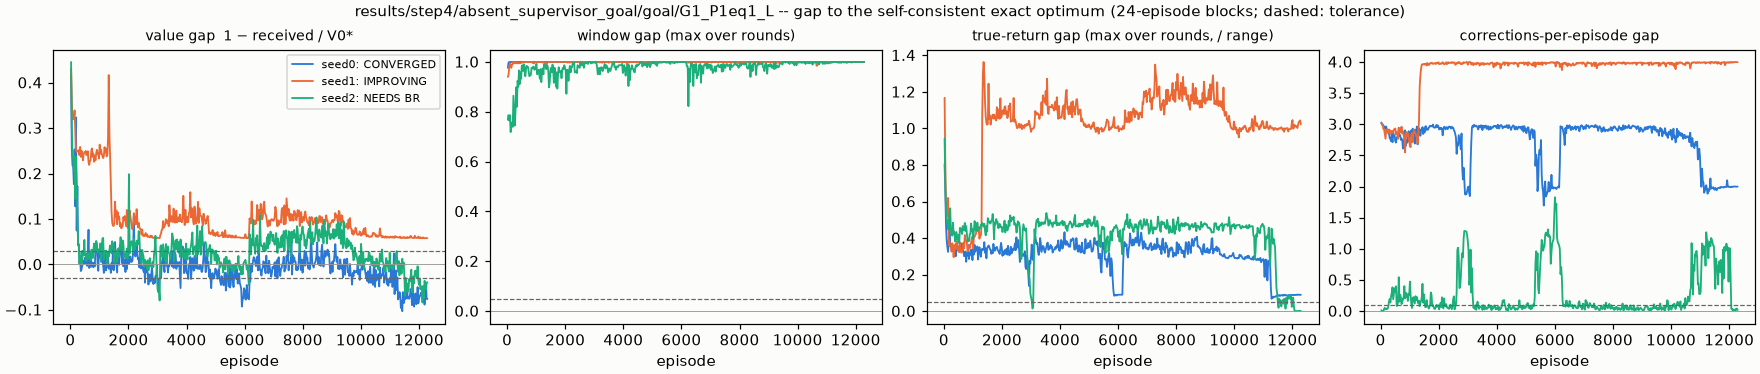 results/step4/absent_supervisor_goal/goal/G1_P1eq1_L -- gap to the self-consistent exact optimum (24-episode blocks; dashed: tolerance)
value gap 1 − received / V0*
0.4
0.3
0.2
0.1
0.0
−0.1
seed0: CONVERGED
seed1: IMPROVING
seed2: NEEDS BR
0 2000 4000 6000 8000 10000 12000
episode
window gap (max over rounds)
1.0
0.8
0.6
0.4
0.2
0.0
0 2000 4000 6000 8000 10000 12000
episode
true-return gap (max over rounds, / range)
1.4
1.2
1.0
0.8
0.6
0.4
0.2
0.0
0 2000 4000 6000 8000 10000 12000
episode
corrections-per-episode gap
4.0
3.5
3.0
2.5
2.0
1.5
1.0
0.5
0.0
0 2000 4000 6000 8000 10000 12000
episode